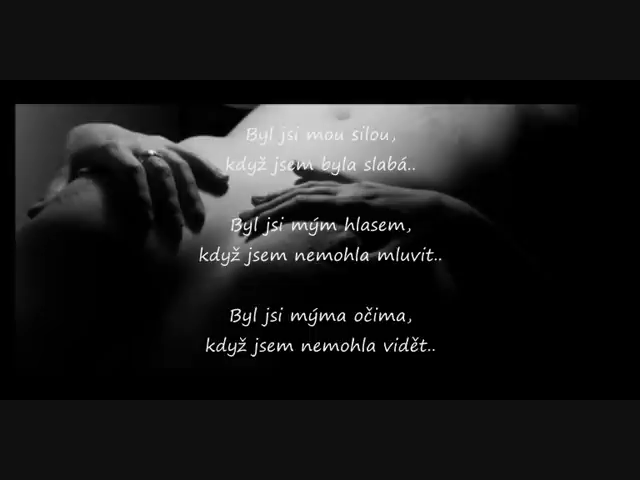 Byl jsi mou silou,
když jsem byla slabá..
Byl jsi mým hlasem,
když jsem nemohla mluvit..
Byl jsi mýma očima,
když jsem nemohla vidět..